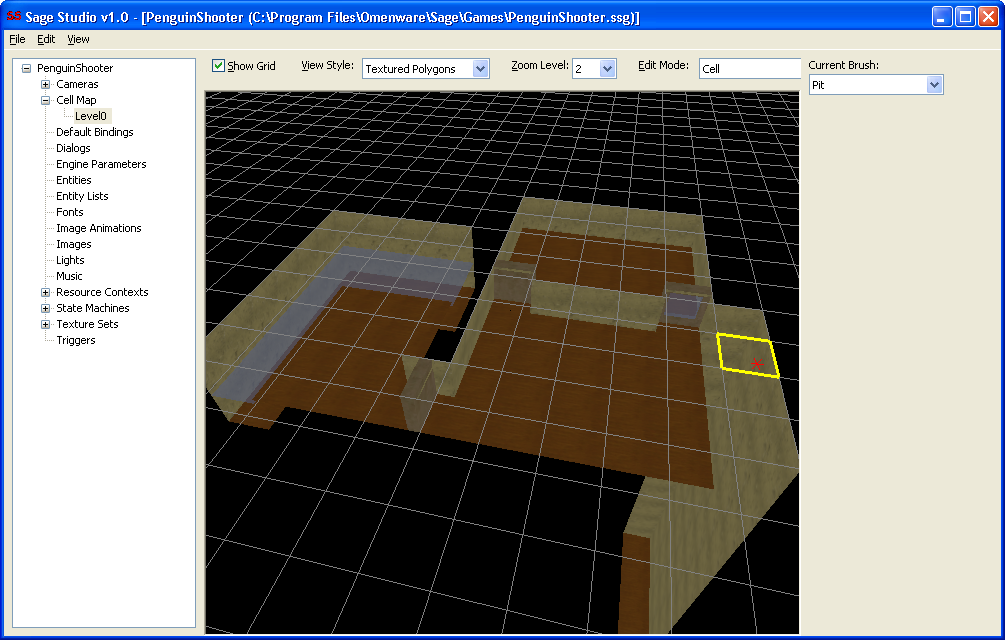 SS Sage Studio v1.0 - [PenguinShooter (C:\Program Files\Omenware\Sage\Games\PenguinShooter.ssg)]
File Edit View
Show Grid View Style: Textured Polygons Zoom Level: 2 Edit Mode: Cell Current Brush:
Pit
PenguinShooter
Cameras
Cell Map
Level0
Default Bindings
Dialogs
Engine Parameters
Entities
Entity Lists
Fonts
Image Animations
Images
Lights
Music
Resource Contexts
State Machines
Texture Sets
Triggers